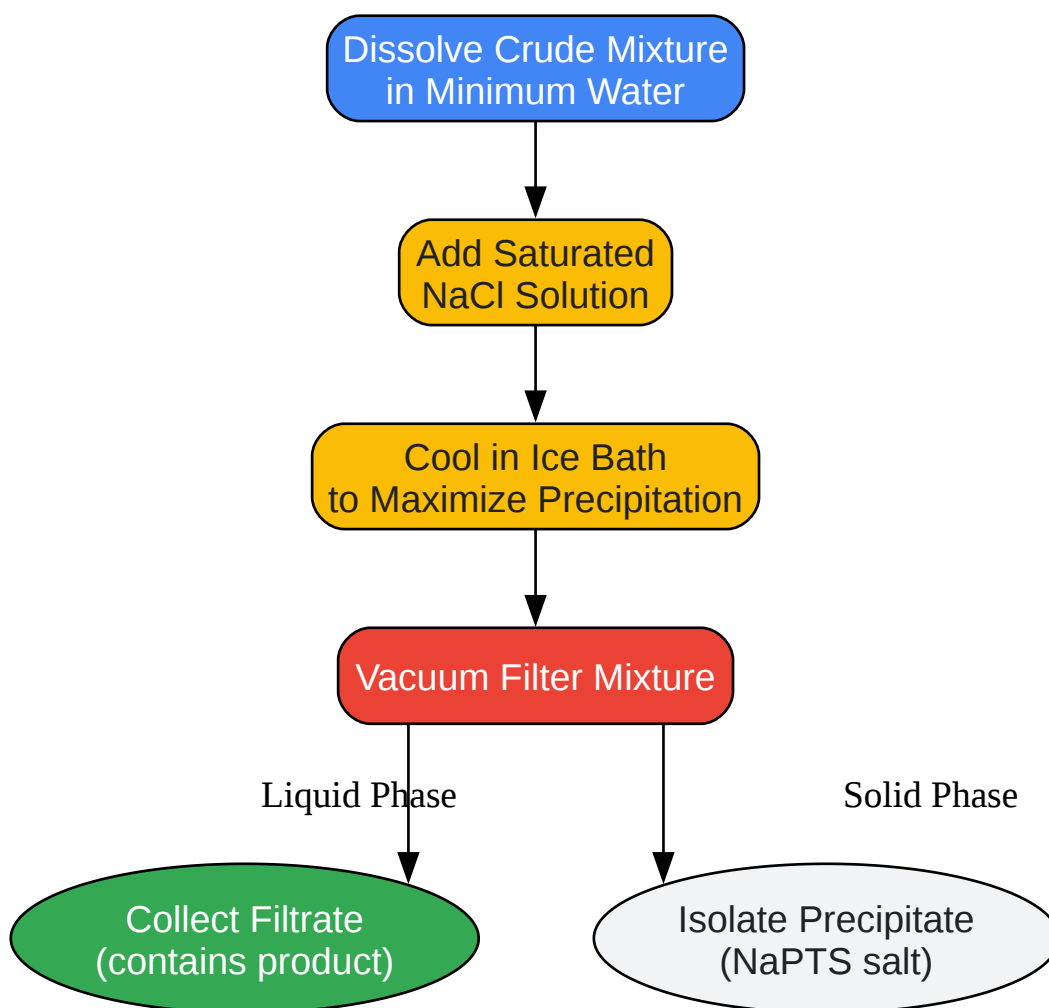 Dissolve Crude Mixture
in Minimum Water
Add Saturated
NaCl Solution
Cool in Ice Bath
to Maximize Precipitation
Vacuum Filter Mixture
Liquid Phase
Solid Phase
Collect Filtrate
(contains product)
Isolate Precipitate
(NaPTS salt)